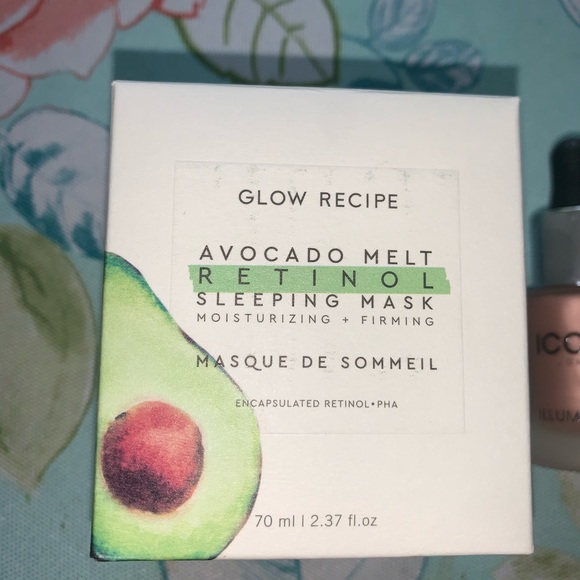 GLOW RECIPE
AVOCADO MELT
RETINOL
SLEEPING MASK
MOISTURIZING + FIRMING
MASQUE DE SOMMEIL
ENCAPSULATED RETINOL•PHA
70 ml | 2.37 fl.oz